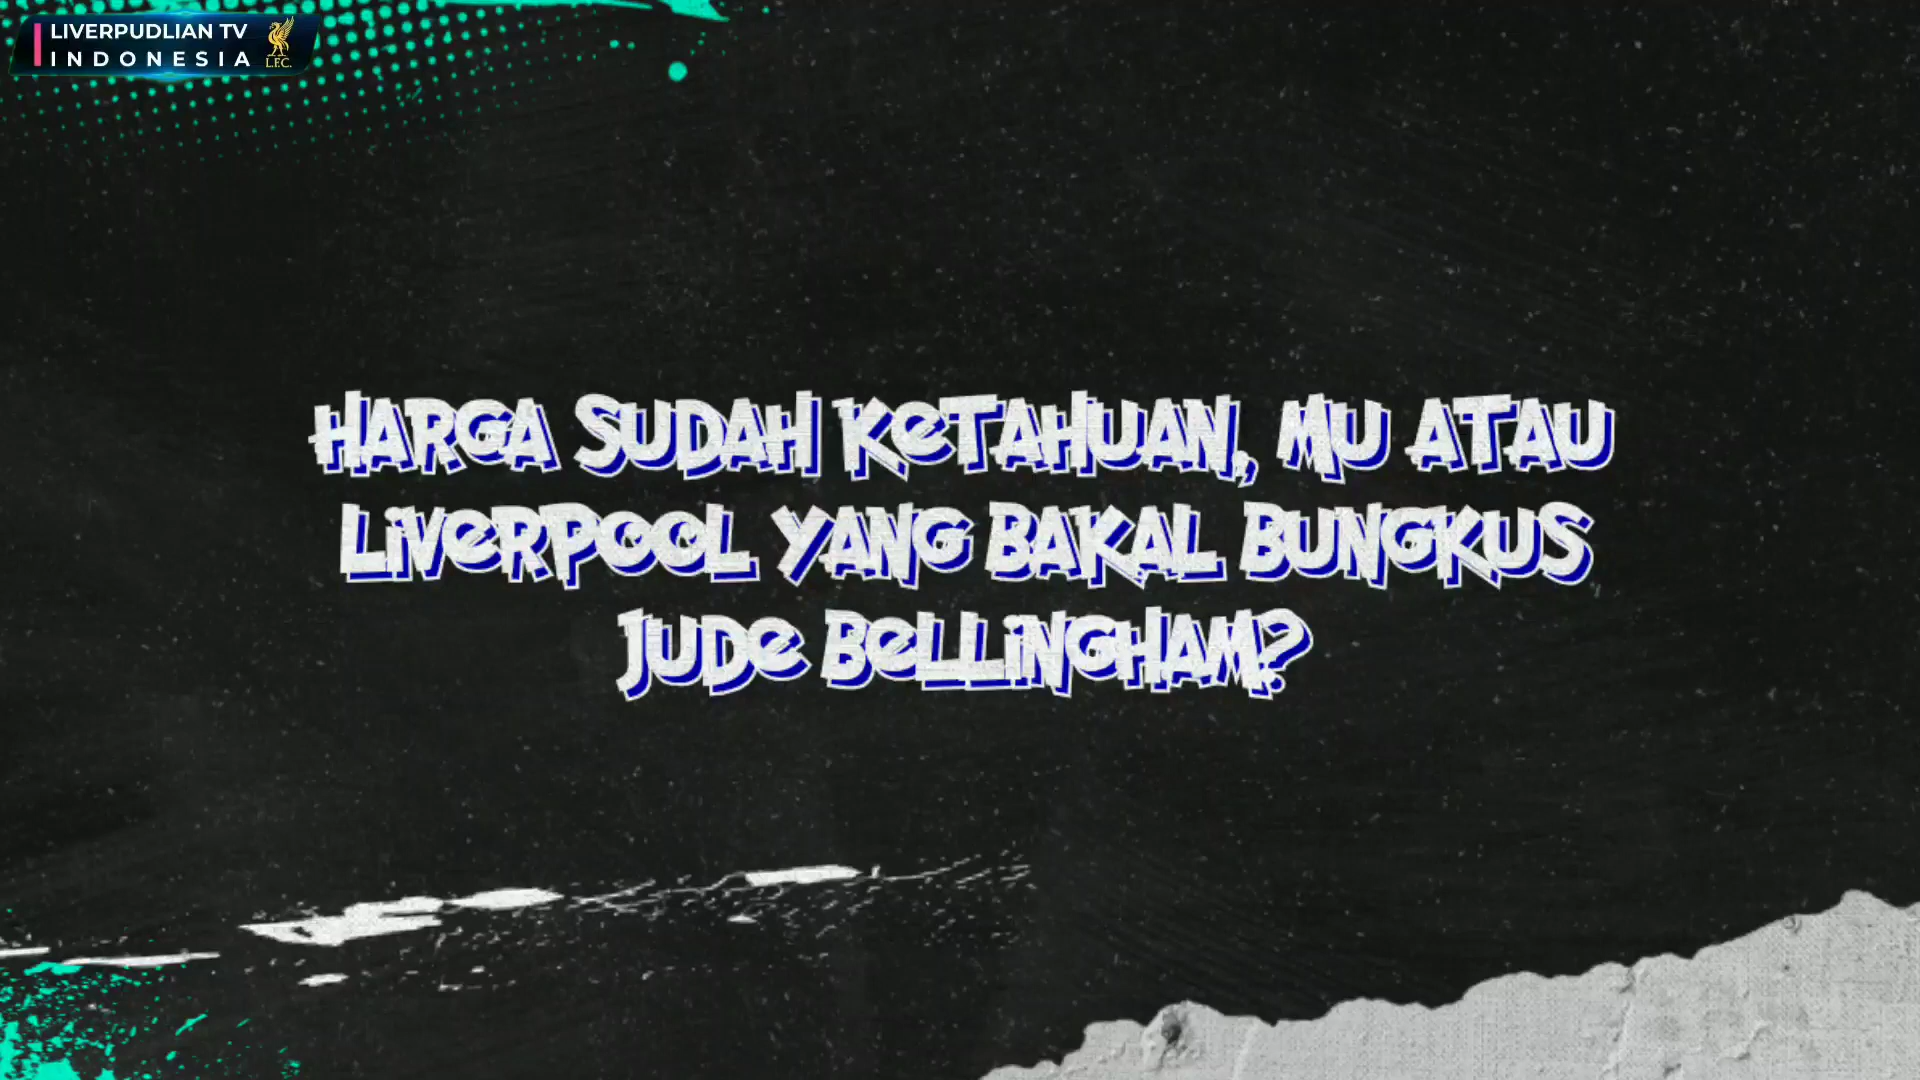 LIVERPUDLIAN TV
INDONESIA
L.F.C.
HARGA SUDAH KeTAHUAN, MU ATAU
LiVeRPOOL YANG BAKAL BUNGKUS
JUDe BeLLiNGHAM?